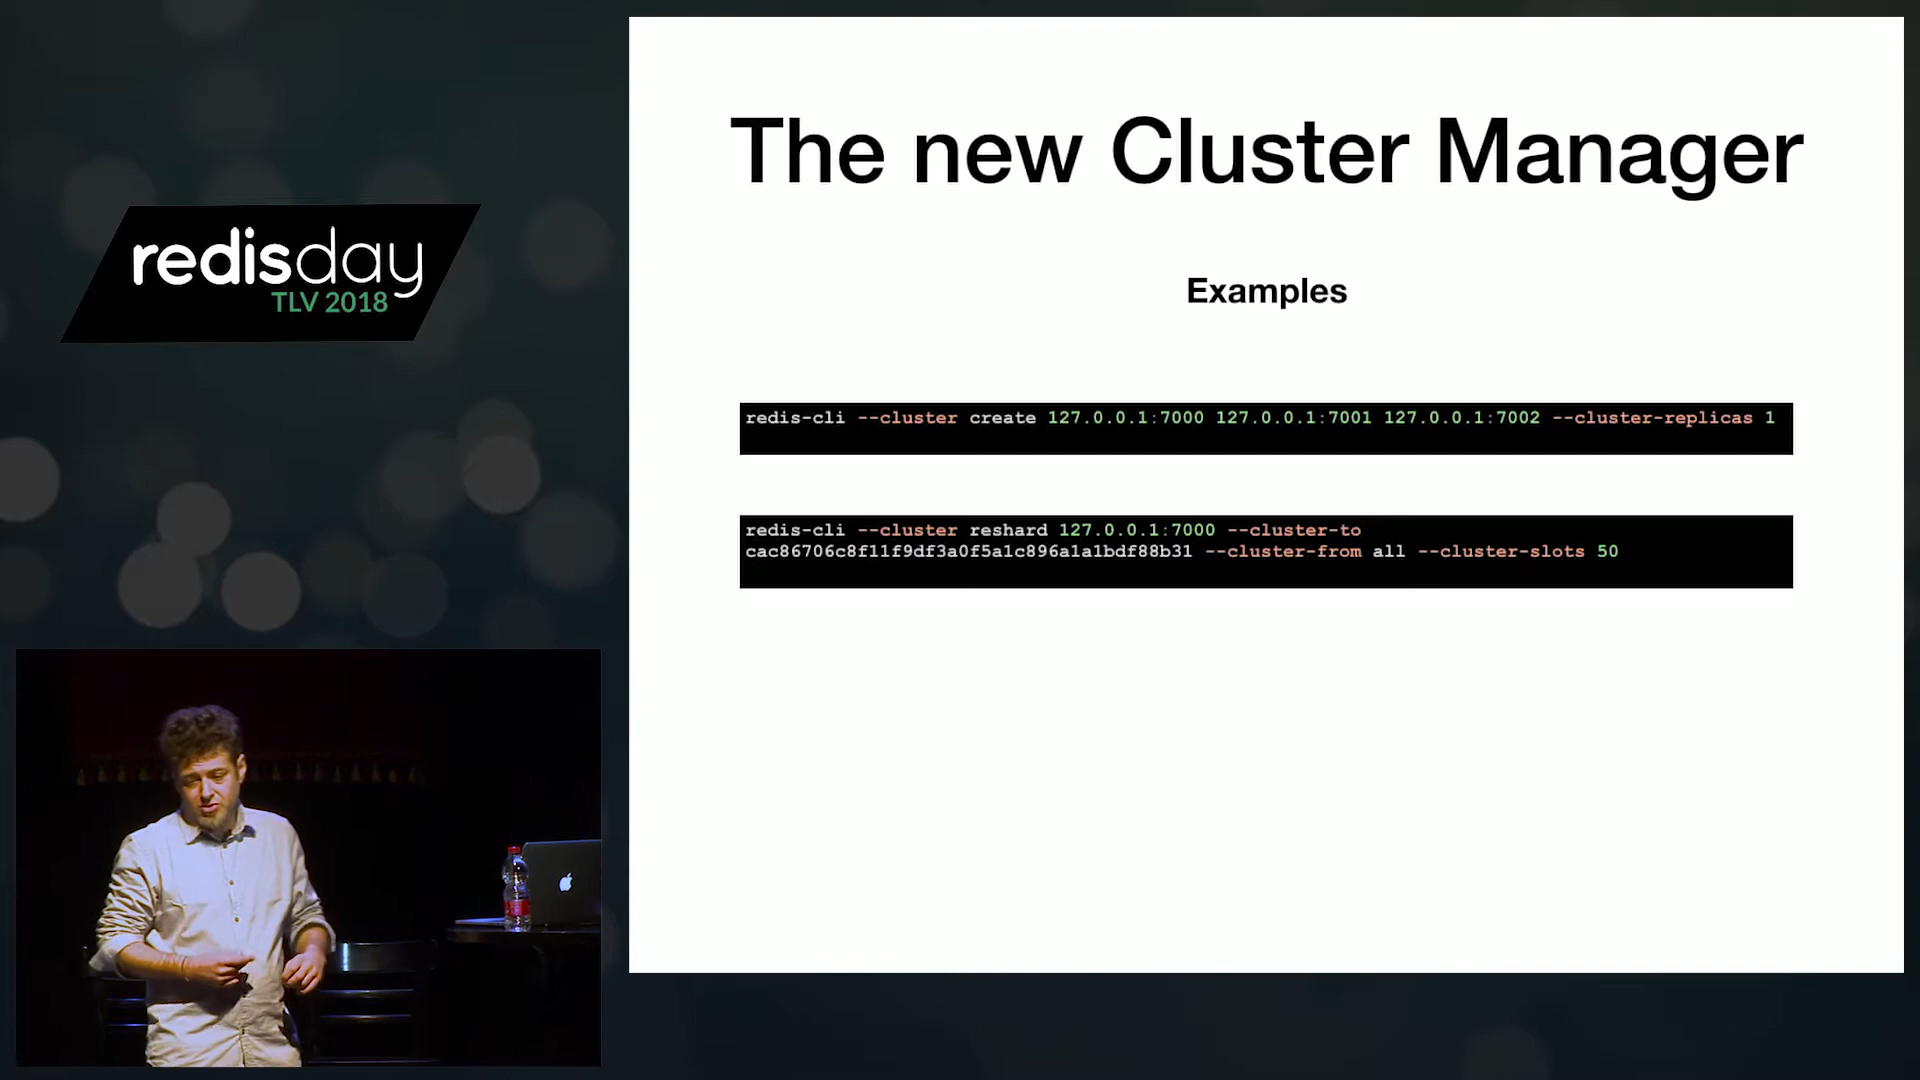 redisday
TLV 2018
The new Cluster Manager
Examples
redis-cli --cluster create 127.0.0.1:7000 127.0.0.1:7001 127.0.0.1:7002 --cluster-replicas 1
redis-cli --cluster reshard 127.0.0.1:7000 --cluster-to
cac86706c8f11f9df3a0f5a1c896a1a1bdf88b31 --cluster-from all --cluster-slots 50